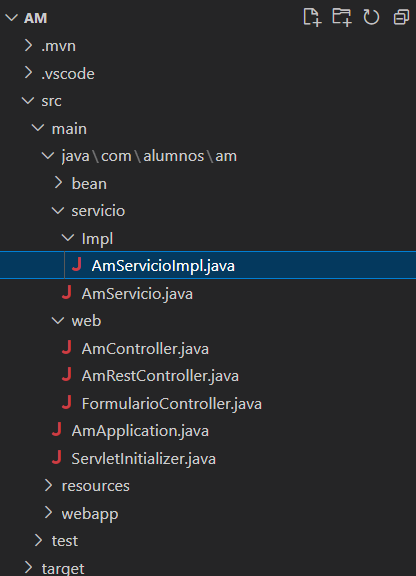 AM
.mvn
.vscode
src
main
java\com\alumnos\am
bean
servicio
Impl
J AmServicioImpl.java
J AmServicio.java
web
J AmController.java
J AmRestController.java
J FormularioController.java
J AmApplication.java
J ServletInitializer.java
resources
webapp
test
target